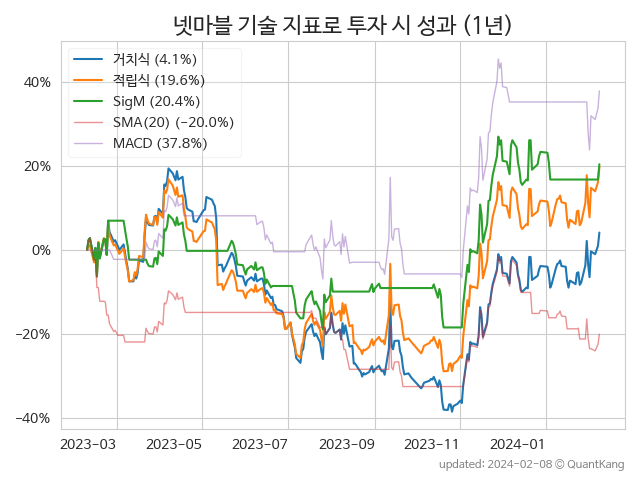 넷마블 기술 지표로 투자 시 성과 (1년)
거치식 (4.1%)
적립식 (19.6%)
SigM (20.4%)
SMA(20) (−20.0%)
MACD (37.8%)
40%
20%
0%
−20%
−40%
2023-03 2023-05 2023-07 2023-09 2023-11 2024-01
updated: 2024-02-08 © QuantKang